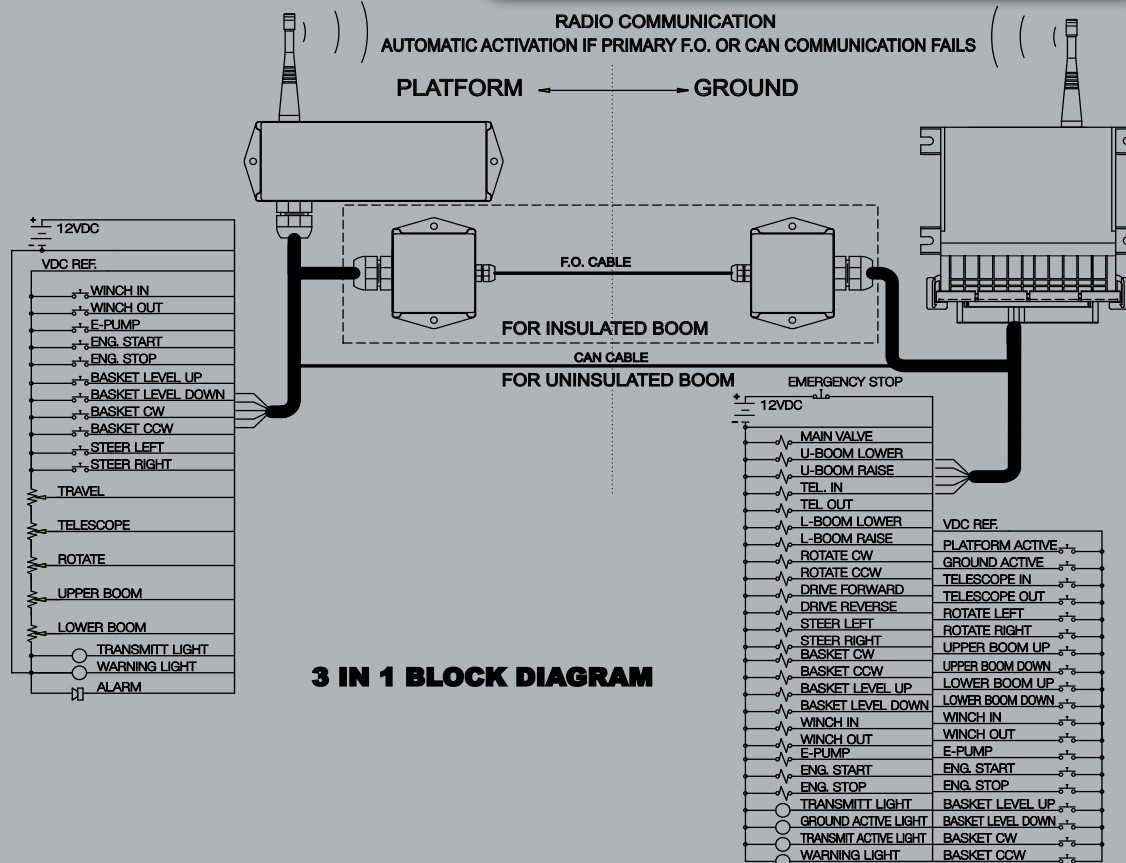 RADIO COMMUNICATION
AUTOMATIC ACTIVATION IF PRIMARY F.O. OR CAN COMMUNICATION FAILS
PLATFORM
GROUND
+
12VDC
VDC REF.
WINCH IN
WINCH OUT
E-PUMP
ENG. START
ENG. STOP
BASKET LEVEL UP
BASKET LEVEL DOWN
BASKET CW
BASKET CCW
STEER LEFT
STEER RIGHT
TRAVEL
TELESCOPE
ROTATE
UPPER BOOM
LOWER BOOM
TRANSMITT LIGHT
WARNING LIGHT
ALARM
F.O. CABLE
FOR INSULATED BOOM
CAN CABLE
FOR UNINSULATED BOOM
3 IN 1 BLOCK DIAGRAM
EMERGENCY STOP
+
12VDC
MAIN VALVE
U-BOOM LOWER
U-BOOM RAISE
TEL. IN
TEL OUT
L-BOOM LOWER
L-BOOM RAISE
ROTATE CW
ROTATE CCW
DRIVE FORWARD
DRIVE REVERSE
STEER LEFT
STEER RIGHT
BASKET CW
BASKET CCW
BASKET LEVEL UP
BASKET LEVEL DOWN
WINCH IN
WINCH OUT
E-PUMP
ENG. START
ENG. STOP
TRANSMITT LIGHT
GROUND ACTIVE LIGHT
TRANSMIT ACTIVE LIGHT
WARNING LIGHT
VDC REF.
PLATFORM ACTIVE
GROUND ACTIVE
TELESCOPE IN
TELESCOPE OUT
ROTATE LEFT
ROTATE RIGHT
UPPER BOOM UP
UPPER BOOM DOWN
LOWER BOOM UP
LOWER BOOM DOWN
WINCH IN
WINCH OUT
E-PUMP
ENG. START
ENG. STOP
BASKET LEVEL UP
BASKET LEVEL DOWN
BASKET CW
BASKET CCW